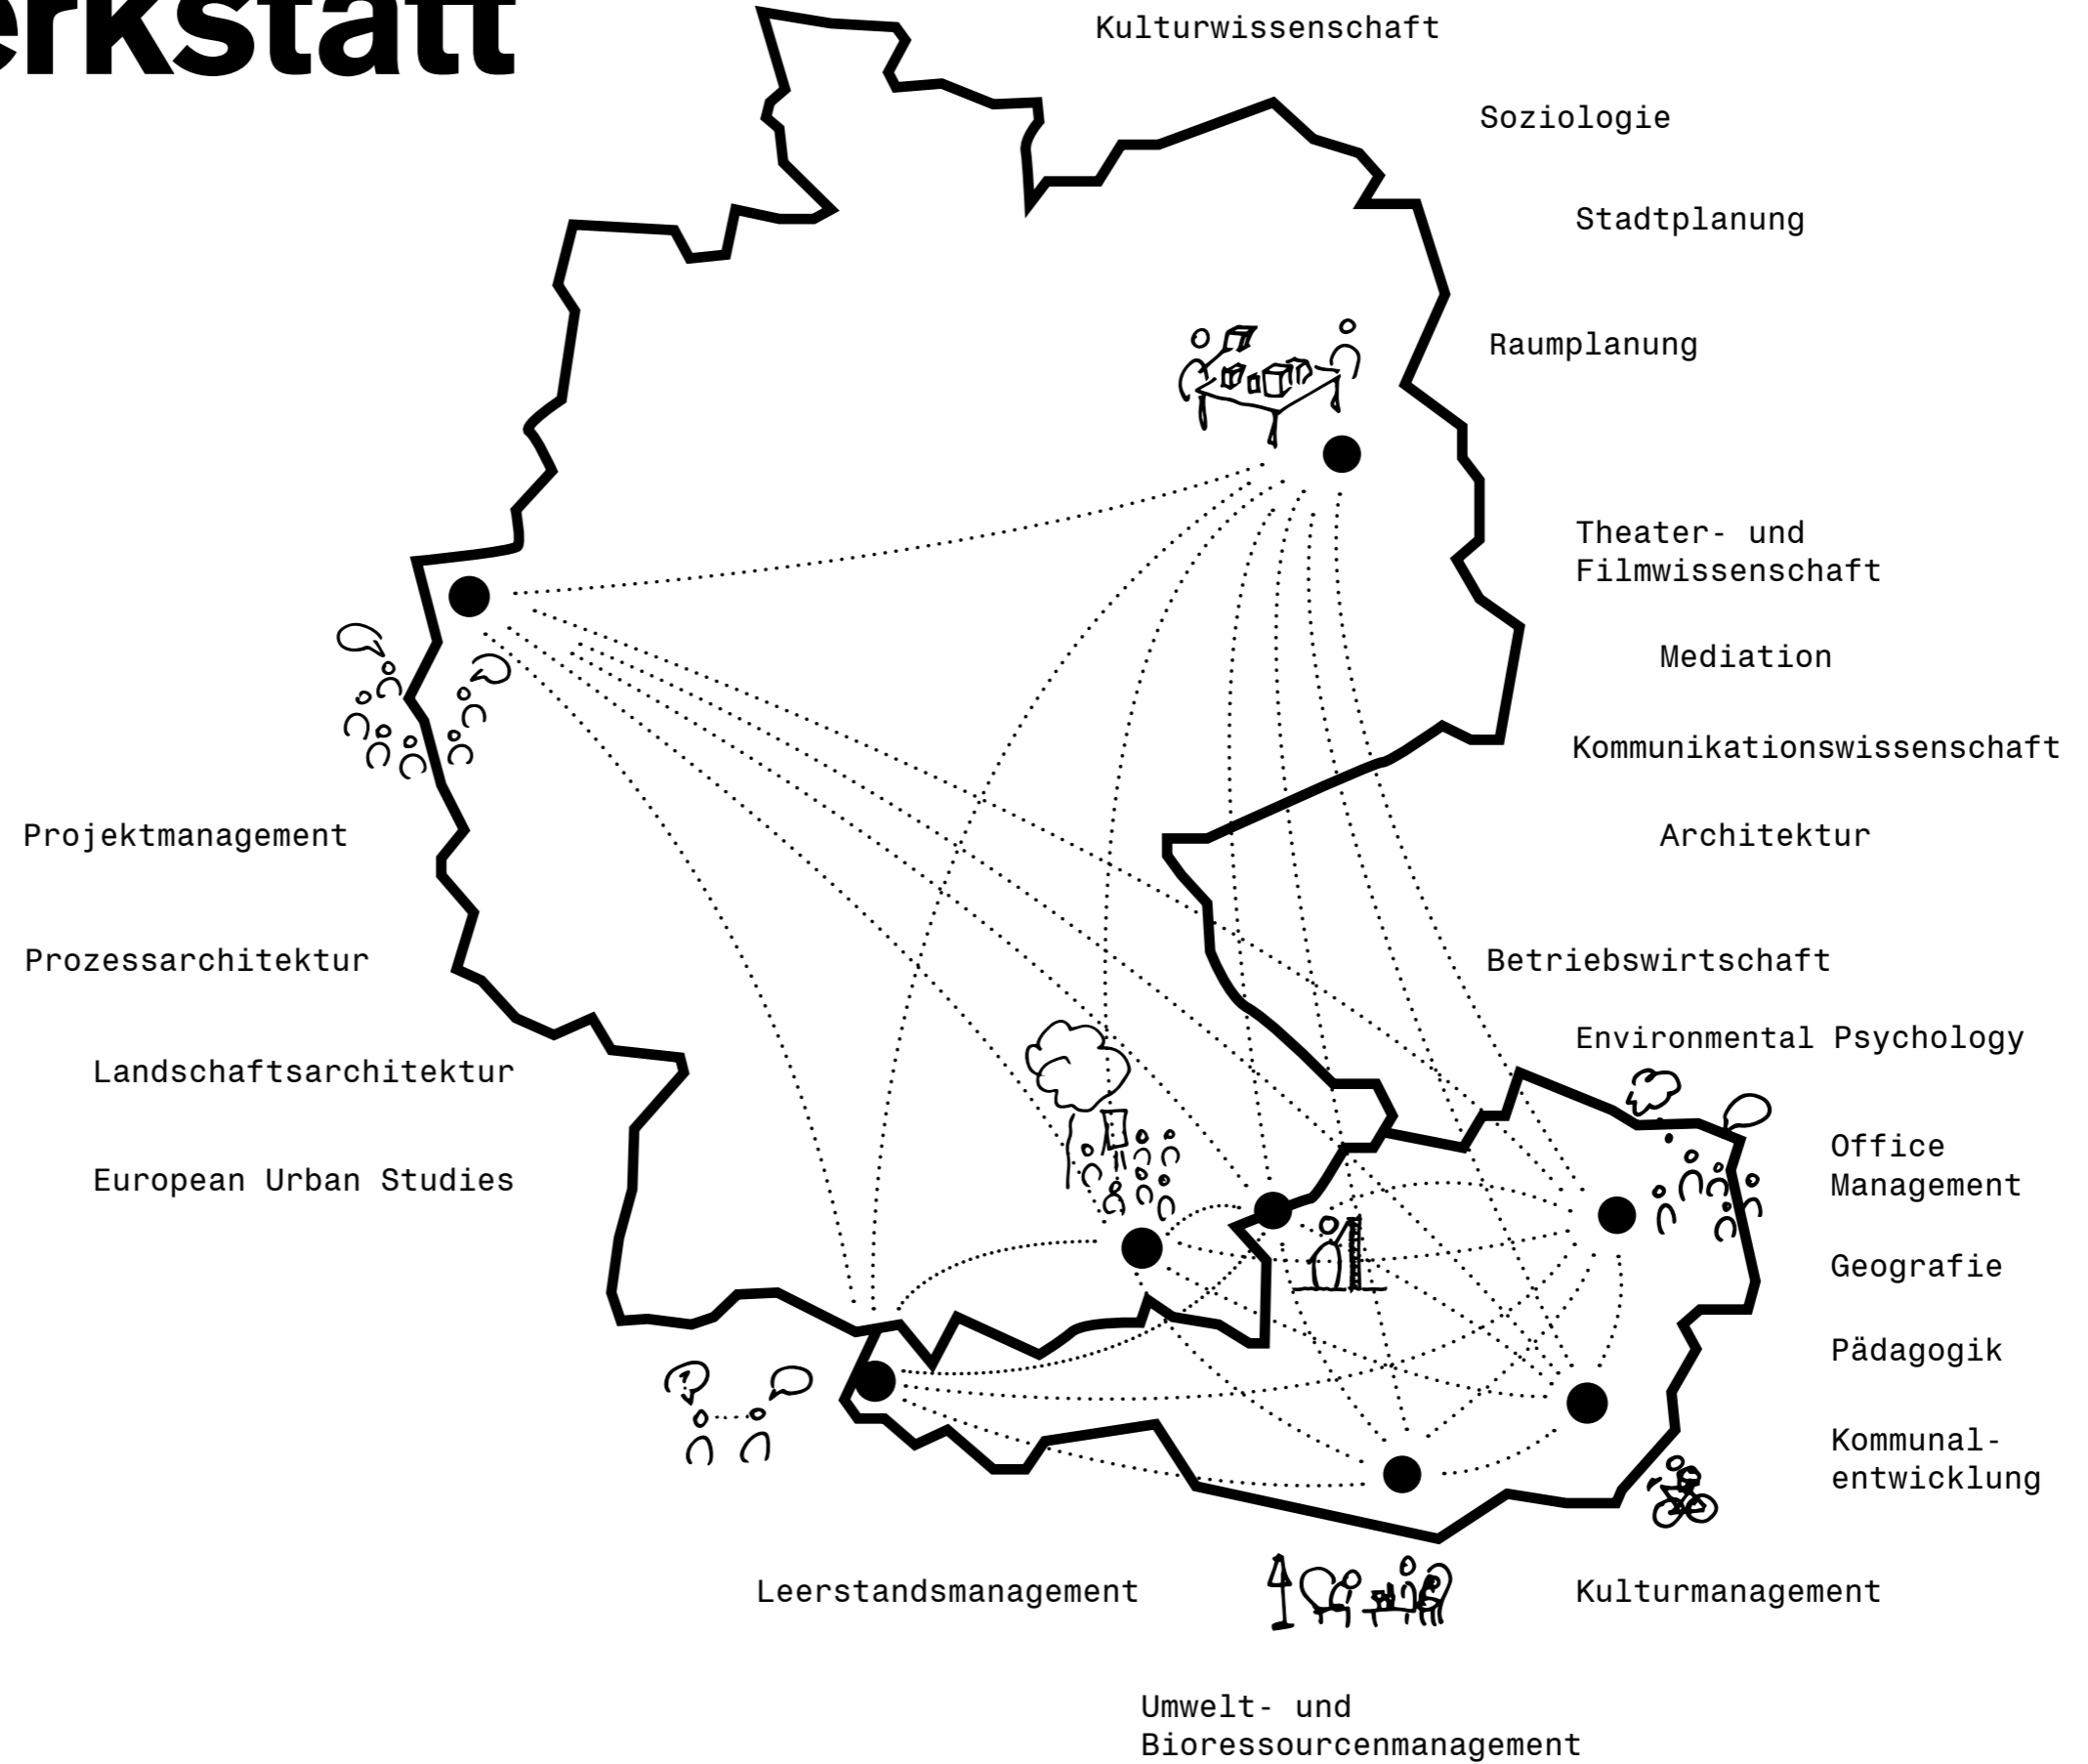 erkstatt
Kulturwissenschaft
Soziologie
Stadtplanung
Raumplanung
Theater- und
Filmwissenschaft
Mediation
Kommunikationswissenschaft
Projektmanagement
Architektur
Prozessarchitektur
Betriebswirtschaft
Environmental Psychology
Landschaftsarchitektur
Office
Management
European Urban Studies
Geografie
Pädagogik
Kommunal-
entwicklung
Leerstandsmanagement
Kulturmanagement
Umwelt- und
Bioressourcenmanagement